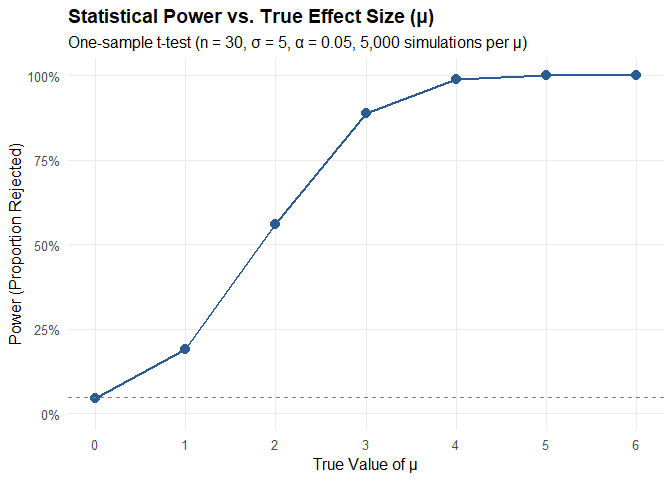 Statistical Power vs. True Effect Size (μ)
One-sample t-test (n = 30, σ = 5, α = 0.05, 5,000 simulations per μ)
Power (Proportion Rejected)
100%
75%
50%
25%
0%
0 1 2 3 4 5 6
True Value of μ